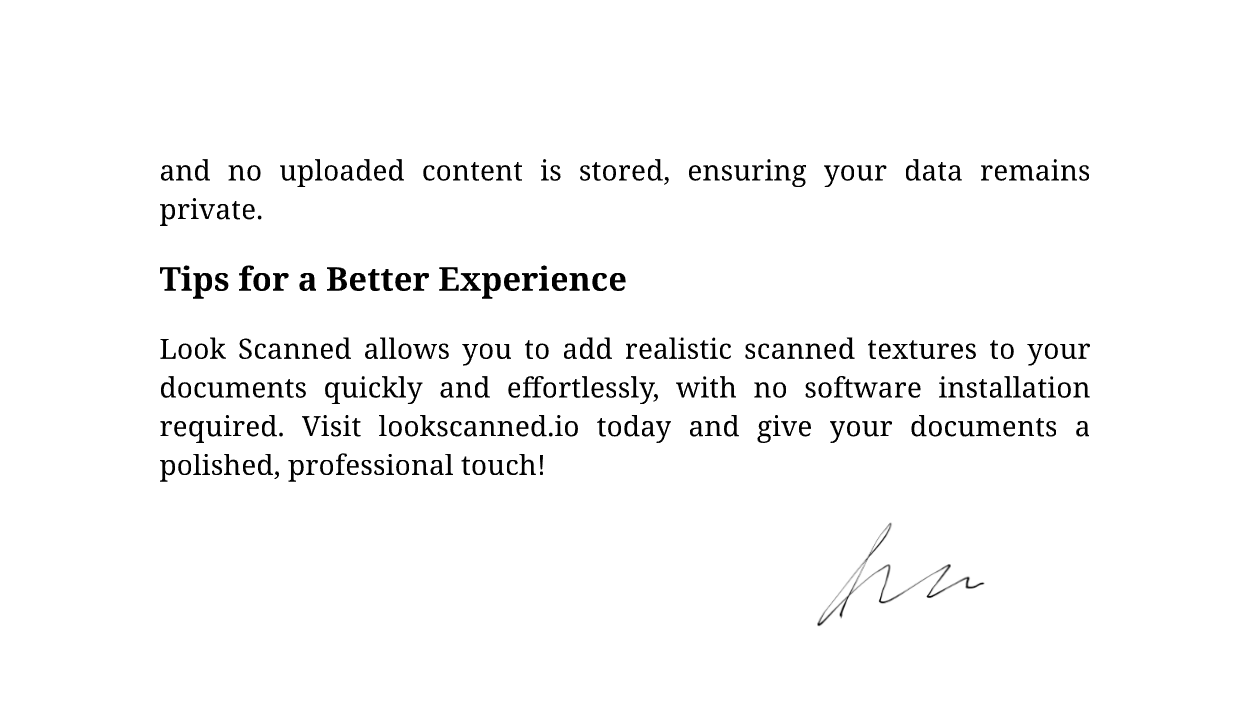 and no uploaded content is stored, ensuring your data remains
private.
Tips for a Better Experience
Look Scanned allows you to add realistic scanned textures to your
documents quickly and effortlessly, with no software installation
required. Visit lookscanned.io today and give your documents a
polished, professional touch!